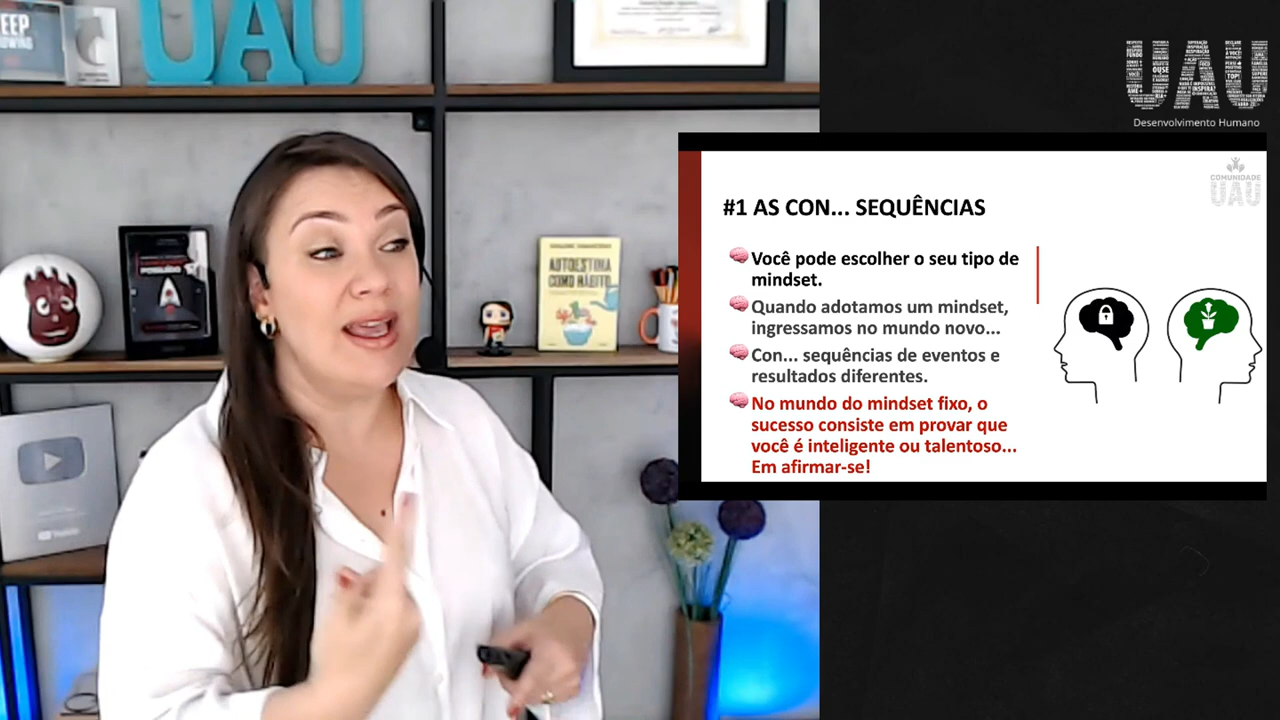 UAU
AUTOESTIMA
COMO HÁBITO
YouTube
UAU
Desenvolvimento Humano
COMUNIDADE
UAU
#1 AS CON... SEQUÊNCIAS
Você pode escolher o seu tipo de
mindset.
Quando adotamos um mindset,
ingressamos no mundo novo...
Con... sequências de eventos e
resultados diferentes.
No mundo do mindset fixo, o
sucesso consiste em provar que
você é inteligente ou talentoso...
Em afirmar-se!